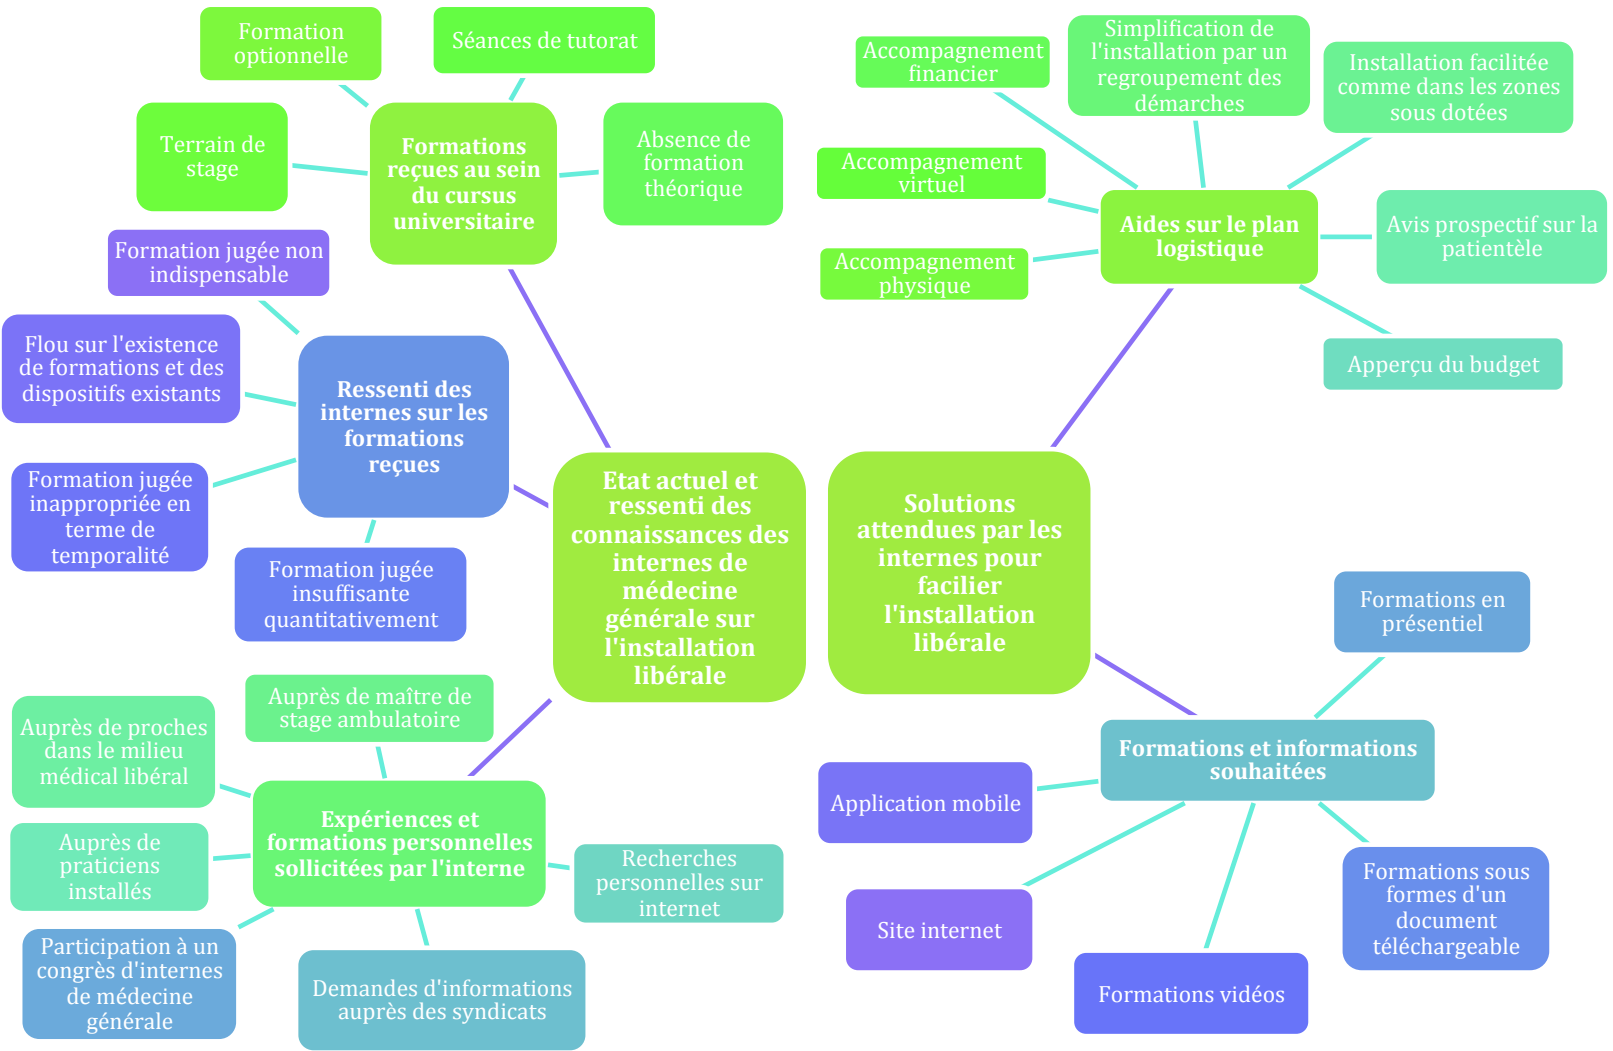 Formation
optionnelle
Séances de tutorat
Terrain de
stage
Formations
reçues au sein
du cursus
universitaire
Absence de
formation
théorique
Formation jugée non
indispensable
Flou sur l'existence
de formations et des
dispositifs existants
Ressenti des
internes sur les
formations
reçues
Formation jugée
inappropriée en
terme de
temporalité
Formation jugée
insuffisante
quantitativement
Etat actuel et
ressenti des
connaissances des
internes de
médecine
générale sur
l'installation
libérale
Auprès de maître de
stage ambulatoire
Auprès de proches
dans le milieu
médical libéral
Expériences et
formations personnelles
sollicitées par l'interne
Auprès de
praticiens
installés
Recherches
personnelles sur
internet
Participation à un
congrès d'internes
de médecine
générale
Demandes d'informations
auprès des syndicats
Accompagnement
financier
Simplification de
l'installation par un
regroupement des
démarches
Installation facilitée
comme dans les zones
sous dotées
Accompagnement
virtuel
Aides sur le plan
logistique
Avis prospectif sur la
patientèle
Accompagnement
physique
Apperçu du budget
Solutions
attendues par les
internes pour
facilier
l'installation
libérale
Formations en
présentiel
Formations et informations
souhaitées
Application mobile
Formations sous
formes d'un
document
téléchargeable
Site internet
Formations vidéos